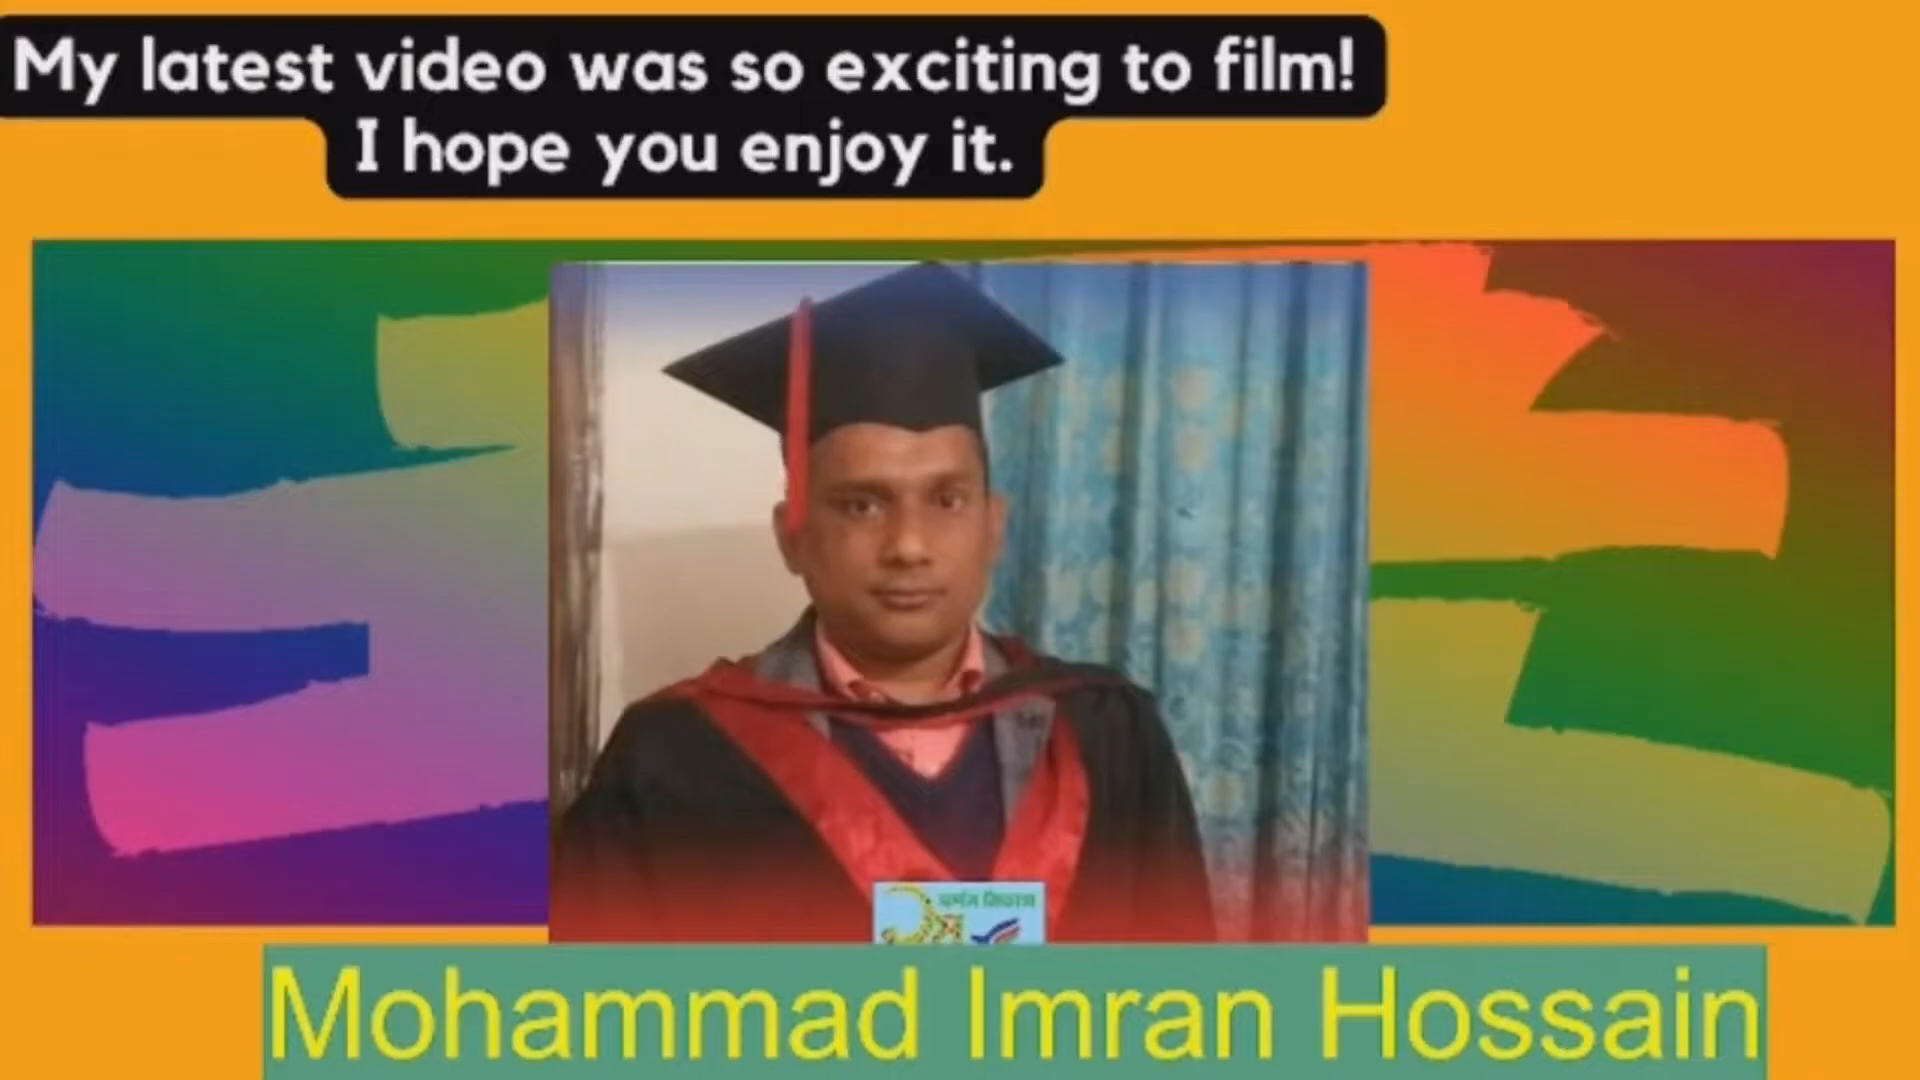 My latest video was so exciting to film!
I hope you enjoy it.
Mohammad Imran Hossain